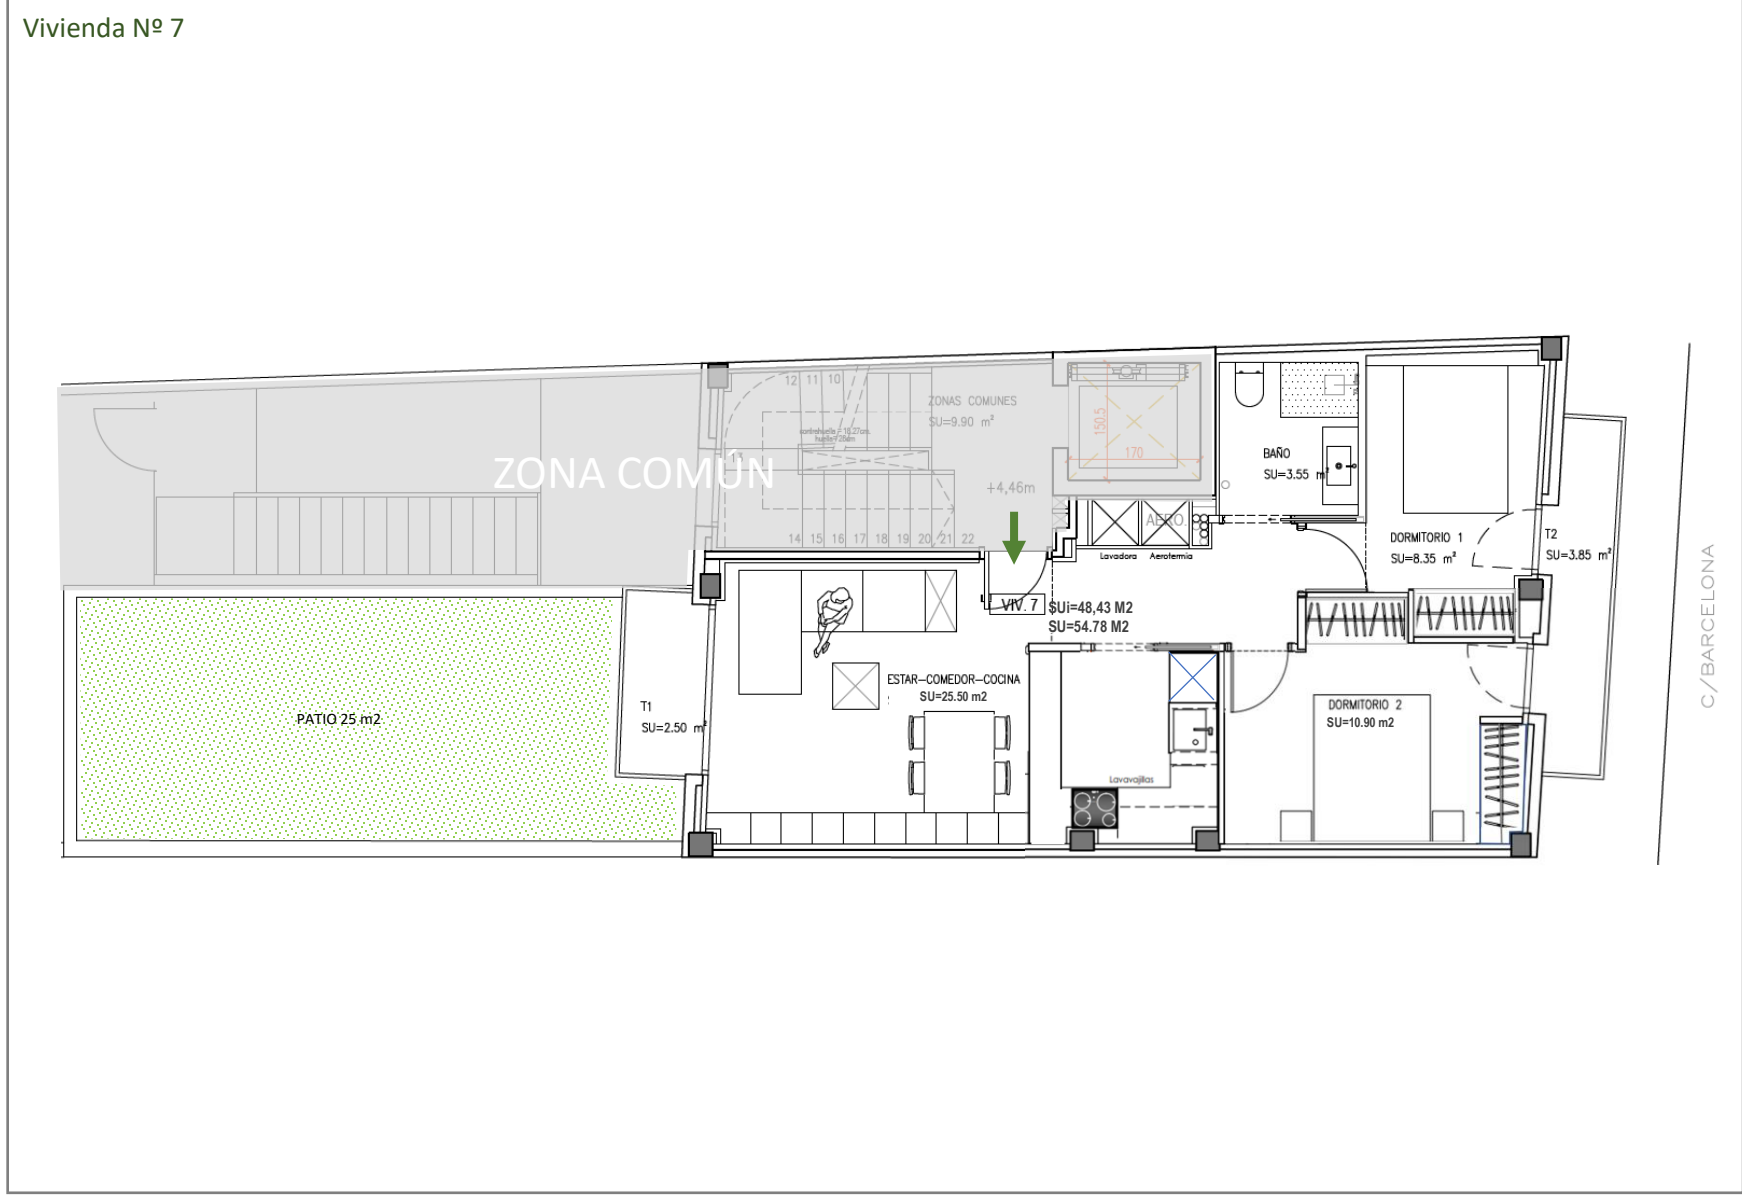 Vivienda Nº 7
12 11 10
ZONAS COMUNES
SU=9.90 m²
contrahuella = 18.27cm.
11
150.5
170
ZONA COMÚN
+4,46m
14 15 16 17 18 19 20 21 22
BAÑO
SU=3.55 m²
AERO.
Lavadora Aerotermia
DORMITORIO 1
SU=8.35 m²
T2
SU=3.85 m²
C/BARCELONA
VIV. 7
SUi=48,43 M2
SU=54.78 M2
ESTAR-COMEDOR-COCINA
SU=25.50 m2
T1
SU=2.50 m²
PATIO 25 m2
DORMITORIO 2
SU=10.90 m2
Lavavajillas